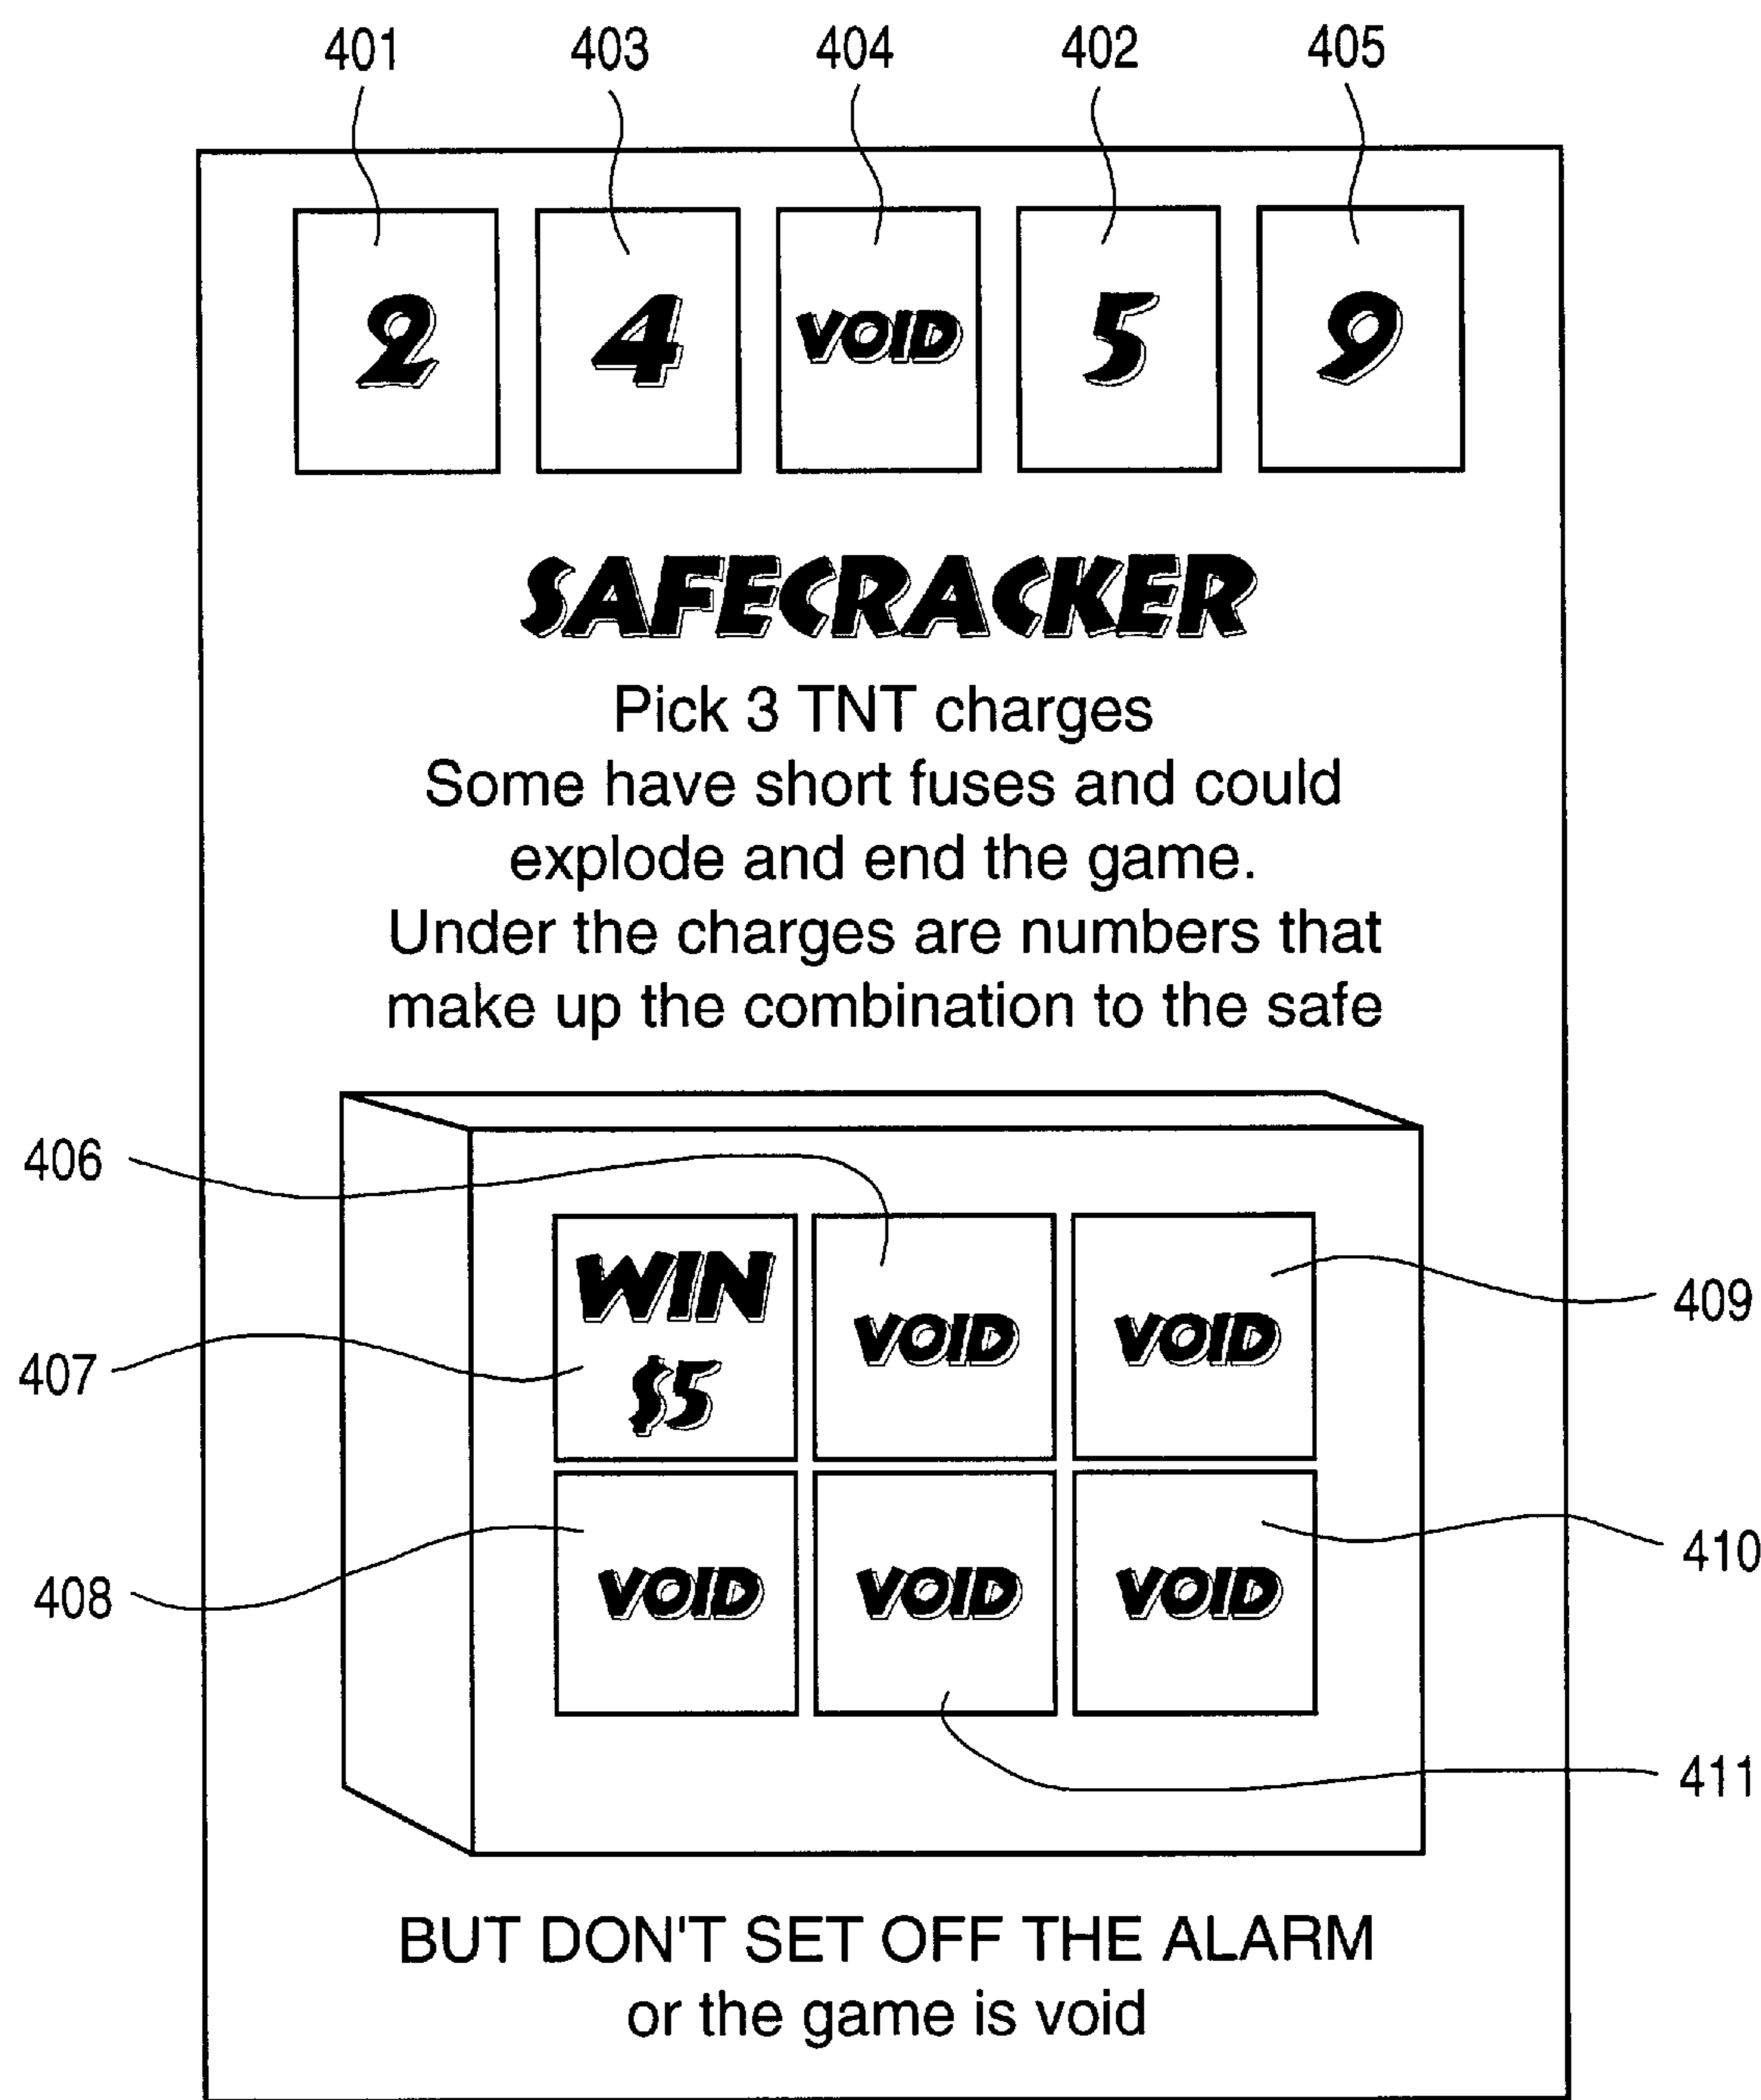 401 403 404 402 405
2 4 VOID 5 9
SAFECRACKER
Pick 3 TNT charges
Some have short fuses and could
explode and end the game.
Under the charges are numbers that
make up the combination to the safe
406
WIN
409
VOID VOID
407
$5
410
408
VOID VOID VOID
411
BUT DON'T SET OFF THE ALARM
or the game is void